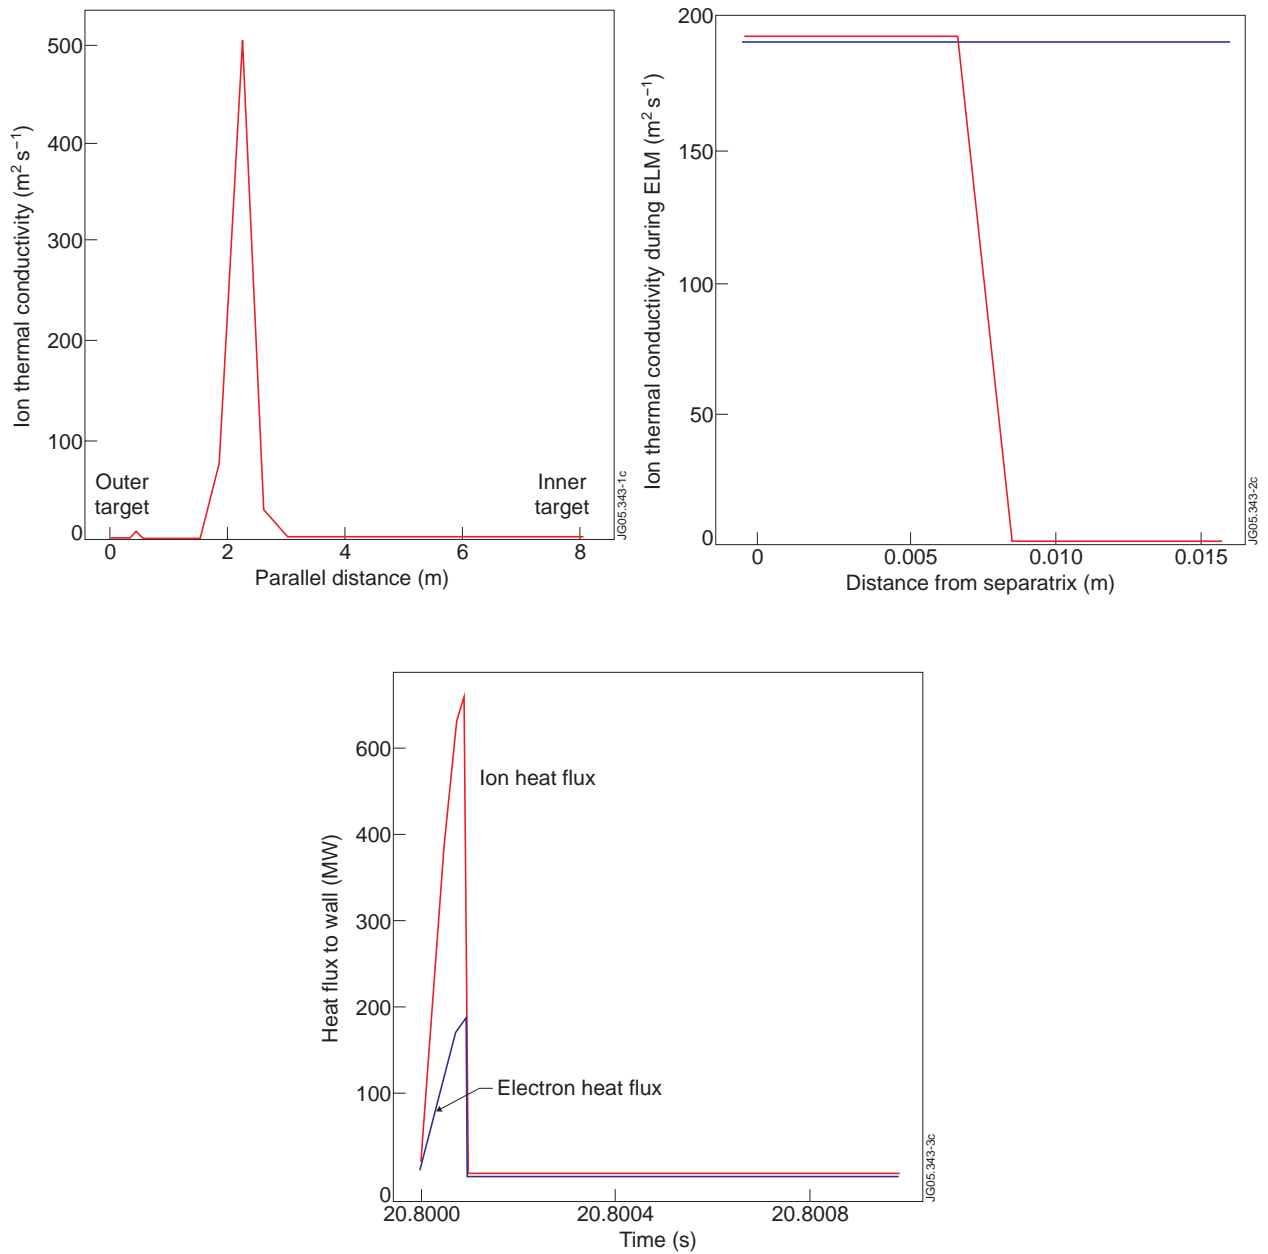 Ion thermal conductivity (m² s⁻¹)
500
400
300
200
100
0
Outer
target
Inner
target
0 2 4 6 8
Parallel distance (m)
JG05.343-1c
Ion thermal conductivity during ELM (m² s⁻¹)
200
150
100
50
0
0 0.005 0.010 0.015
Distance from separatrix (m)
JG05.343-2c
Heat flux to wall (MW)
600
400
300
200
100
0
Ion heat flux
Electron heat flux
20.8000 20.8004 20.8008
Time (s)
JG05.343-3c